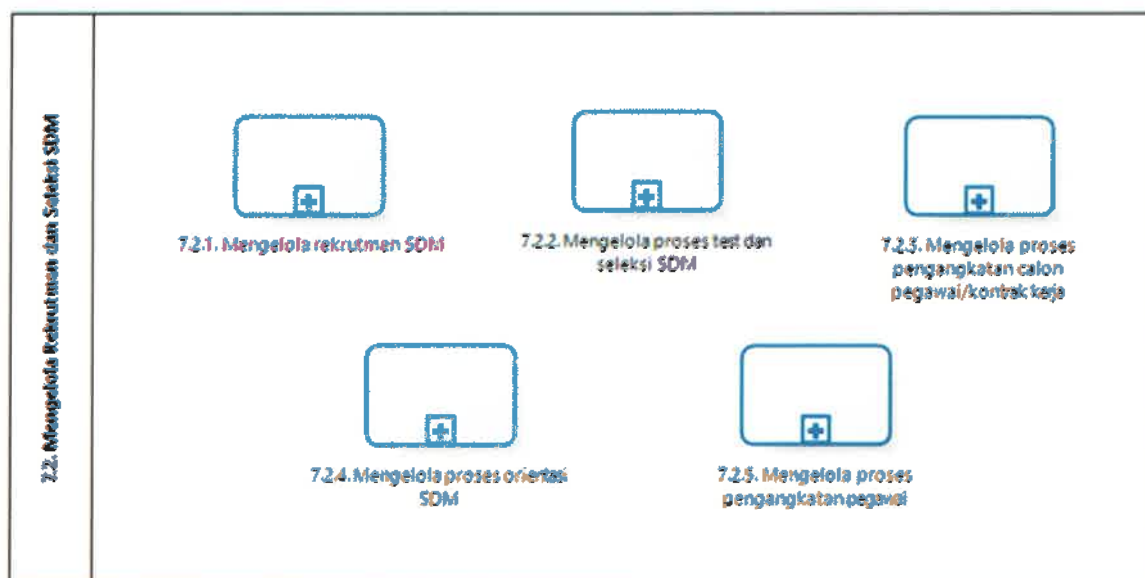 7.2. Mengelola Rekrutmen dan Seleksi SDM
7.2.1. Mengelola rekrutmen SDM
7.2.2. Mengelola proses test dan
seleksi SDM
7.2.3. Mengelola proses
pengangkatan calon
pegawai/kontrak kerja
7.2.4. Mengelola proses orientasi
SDM
7.2.5. Mengelola proses
pengangkatan pegawai